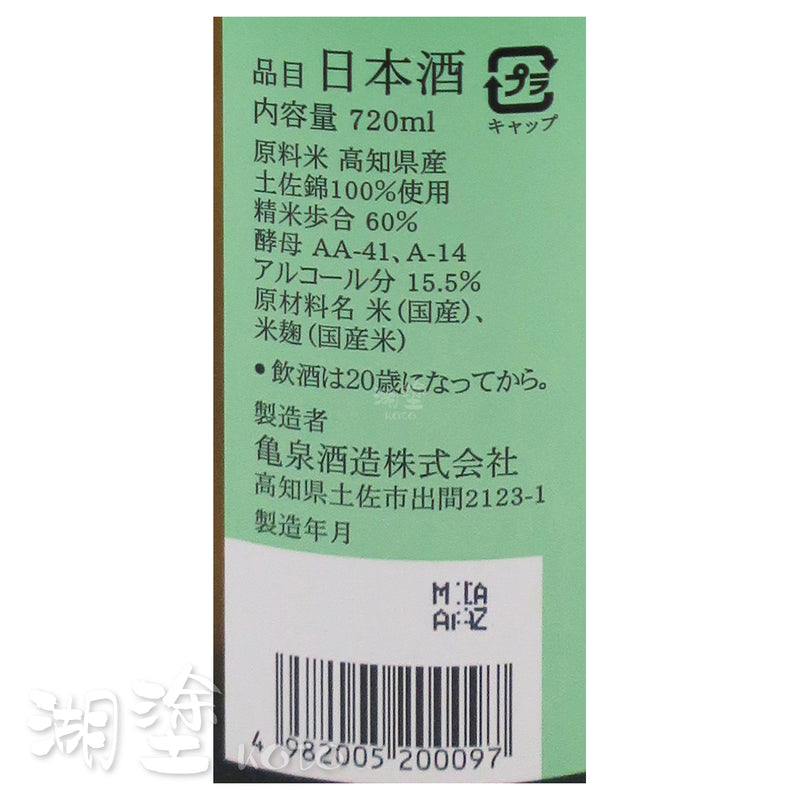 品目 日本酒
プラ
キャップ
内容量 720ml
原料米 高知県産
土佐錦100%使用
精米歩合 60%
酵母 AA-41、A-14
アルコール分 15.5%
原材料名 米(国産)、
米麹(国産米)
•飲酒は20歳になってから。
湖塗
KOTO
製造者
亀泉酒造株式会社
高知県土佐市出間2123-1
製造年月
4 982005 200097
湖塗 KOTO